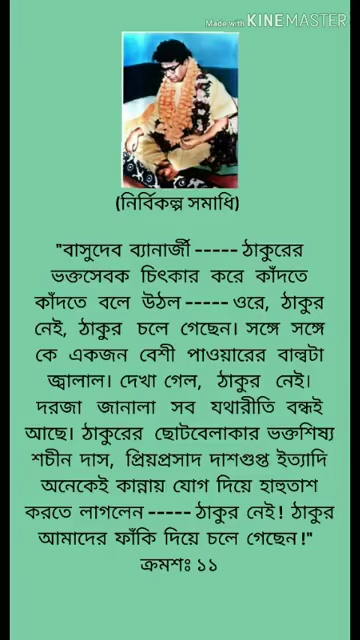 Made with KINEMASTER
(নির্বিকল্প সমাধি)
"বাসুদেব ব্যানার্জী ----- ঠাকুরের
ভক্তসেবক চিৎকার করে কাঁদতে
কাঁদতে বলে উঠল ----- ওরে, ঠাকুর
নেই, ঠাকুর চলে গেছেন। সঙ্গে সঙ্গে
কে একজন বেশী পাওয়ারের বাল্বটা
জ্বালাল। দেখা গেল, ঠাকুর নেই।
দরজা জানালা সব যথারীতি বন্ধই
আছে। ঠাকুরের ছোটবেলাকার ভক্তশিষ্য
শচীন দাস, প্রিয়প্রসাদ দাশগুপ্ত ইত্যাদি
অনেকেই কান্নায় যোগ দিয়ে হাহুতাশ
করতে লাগলেন ----- ঠাকুর নেই! ঠাকুর
আমাদের ফাঁকি দিয়ে চলে গেছেন!"
ক্রমশঃ ১১